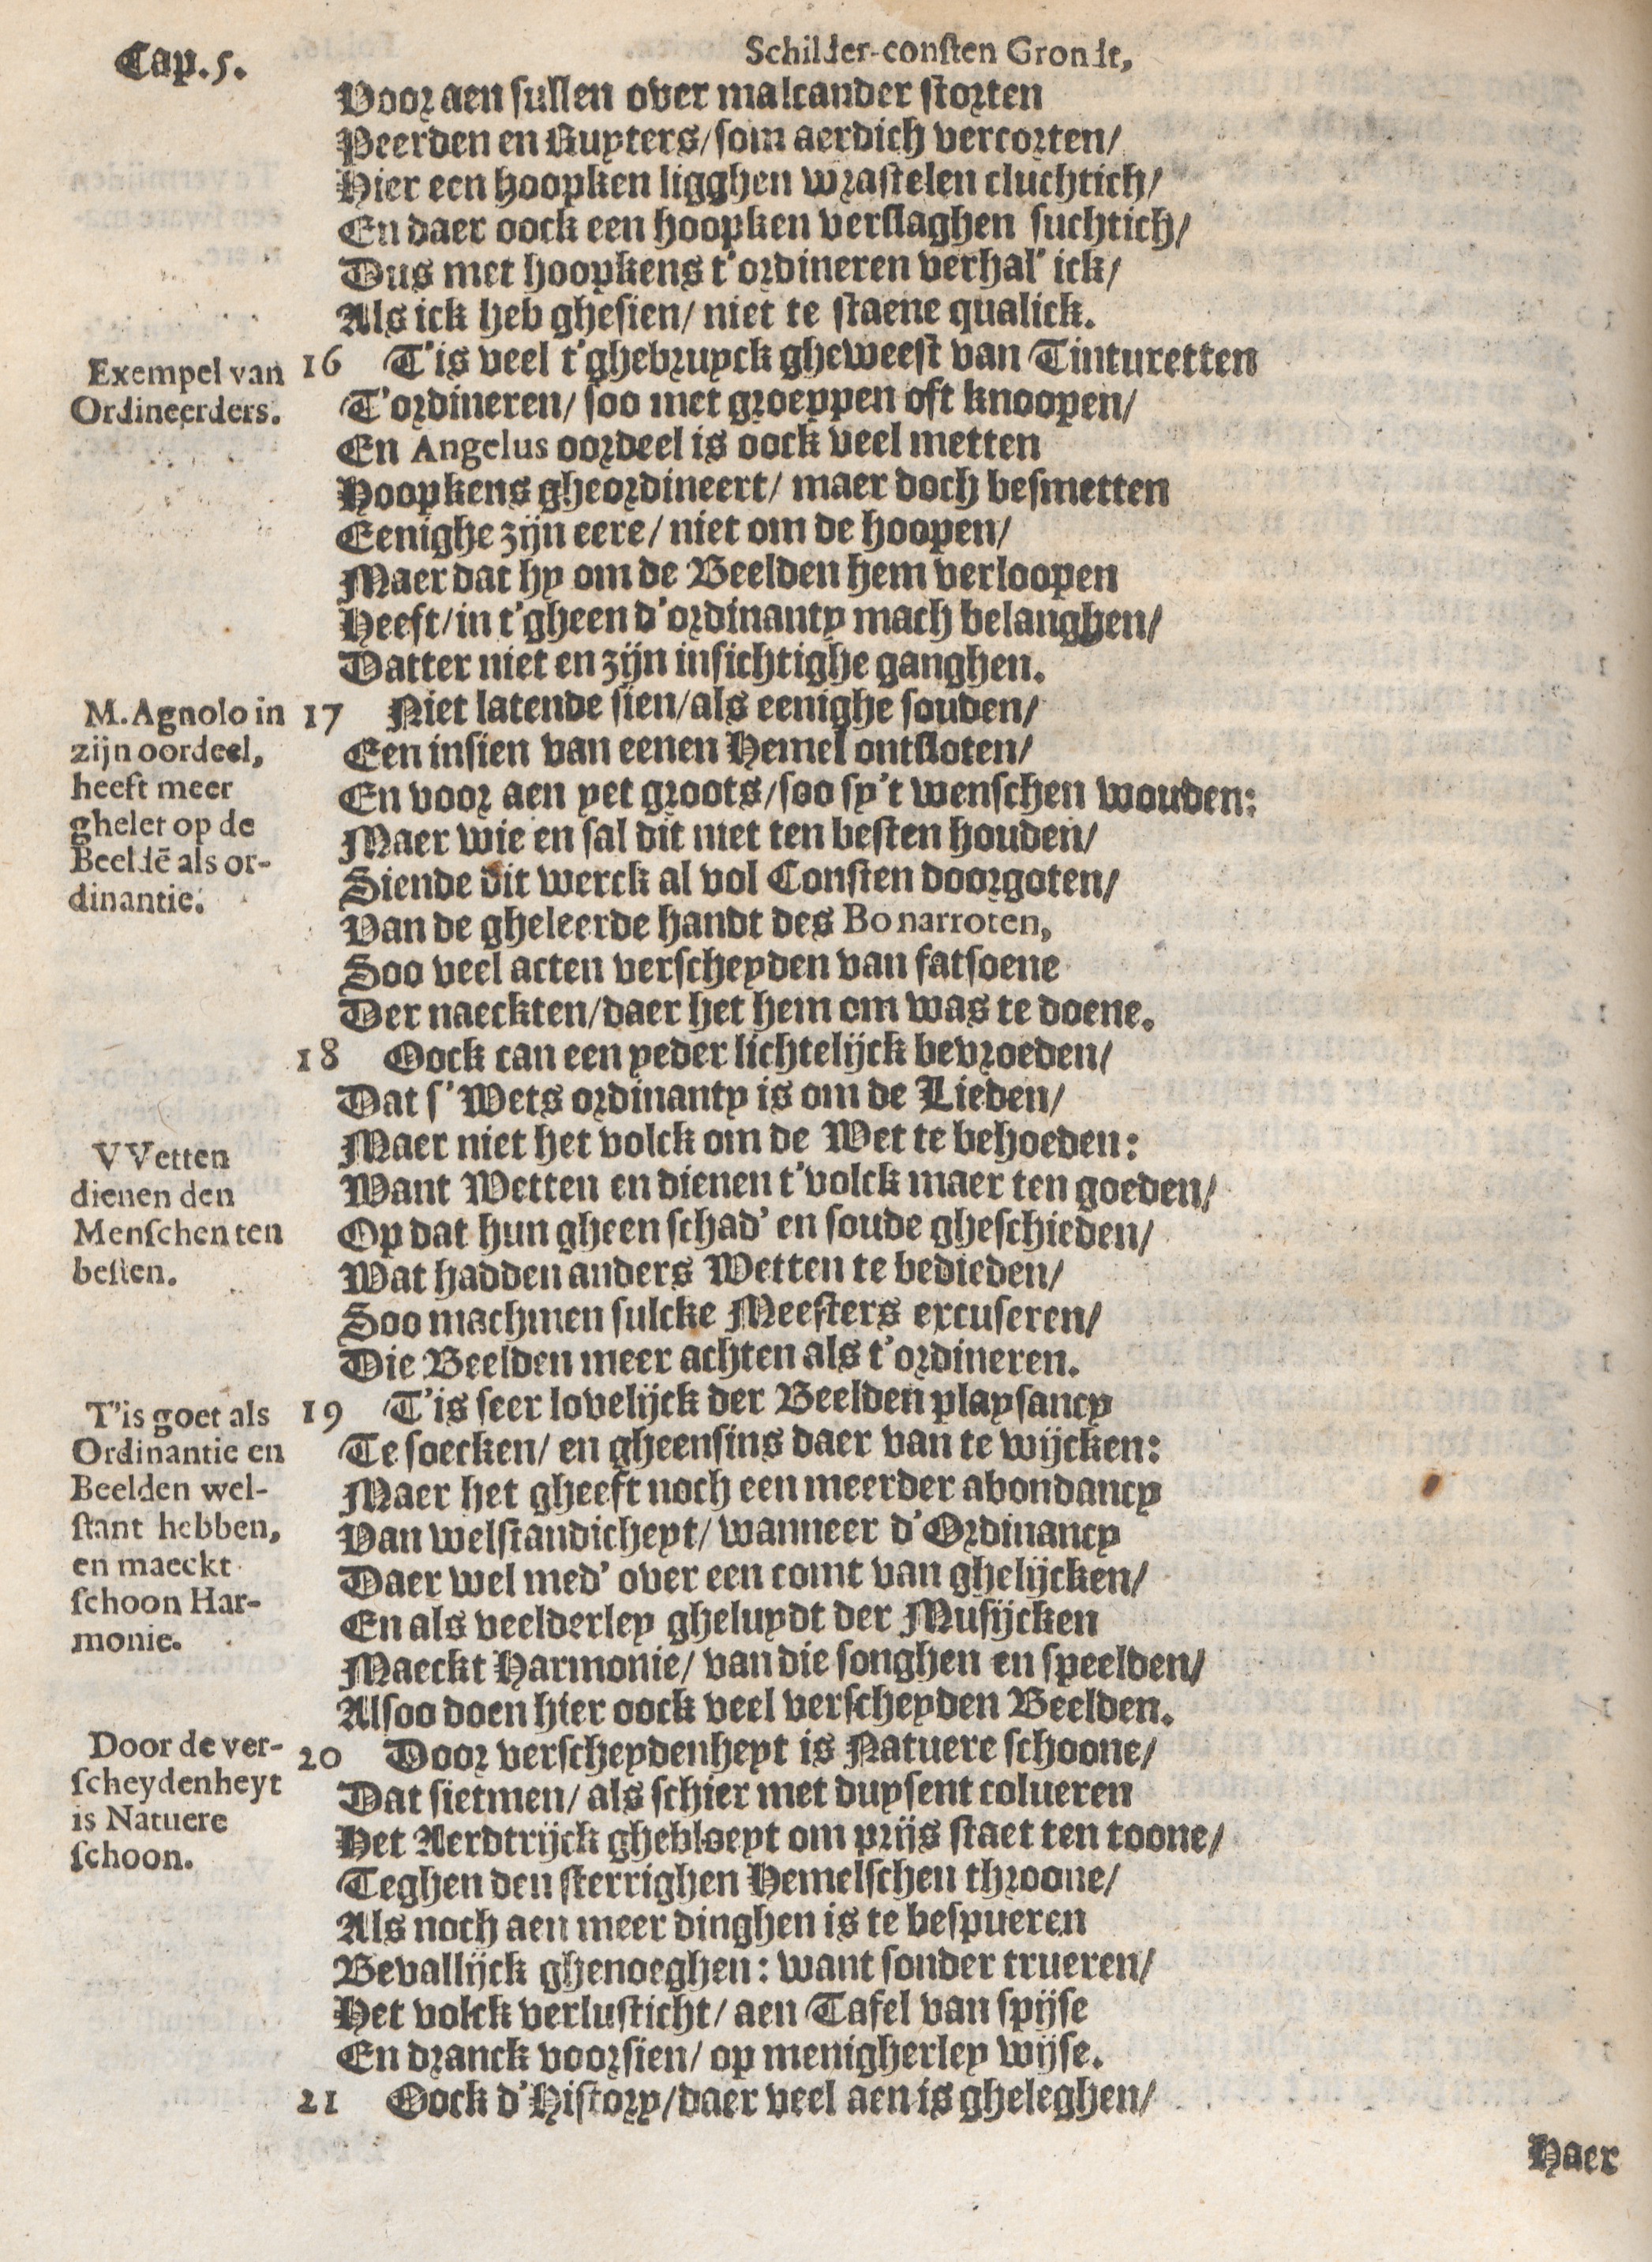 Cap. 5.
Schilder-consten Grondt,
Voor aen sullen over malcander storten
Peerden en Ruyters/ som aerdich vercorten/
Hier een hoopken ligghen wrastelen cluchtich/
En daer oock een hoopken verslaghen suchtich/
Dus met hoopkens t'ordineren verhal' ick/
Als ick heb ghesien/ niet te staene qualick.
Exempel van
Ordineerders.
16 T'is veel t'ghebruyck gheweest van Tinturetten
T'ordineren/ soo met groeppen oft knoopen/
En Angelus oordeel is oock veel metten
Hoopkens gheordineert/ maer doch besmetten
Eenighe zijn eere/ niet om de hoopen/
Maer dat hy om de Beelden hem verloopen
Heeft/ in t'gheen d'ordinanty mach belanghen/
Datter niet en zijn insichtighe ganghen.
M. Agnolo in
zijn oordeel,
heeft meer
ghelet op de
Beeldē als or-
dinantie.
17 Niet latende sien/ als eenighe souden/
Een insien van eenen Hemel ontsloten/
En voor aen yet groots/ soo sy't wenschen wouden:
Maer wie en sal dit niet ten besten houden/
Siende dit werck al vol Consten doorgoten/
Van de gheleerde handt des Bonarroten,
Soo veel acten verscheyden van fatsoene
Der naeckten/ daer het hem om was te doene.
18 Oock can een yeder lichtelijck bevroeden/
Dat s'Wets ordinanty is om de Lieden/
Maer niet het volck om de Wet te behoeden:
VVetten
dienen den
Menschen ten
besten.
Want Wetten en dienen t'volck maer ten goeden/
Op dat hun gheen schad' en soude gheschieden/
Wat hadden anders Wetten te bedieden/
Soo machmen sulcke Meesters excuseren/
Die Beelden meer achten als t'ordineren.
T'is goet als
Ordinantie en
Beelden wel-
stant hebben,
en maeckt
schoon Har-
monie.
19 T'is seer lovelijck der Beelden playsancy
Te soecken/ en gheensins daer van te wijcken:
Maer het gheeft noch een meerder abondancy
Van welstandicheyt/ wanneer d'Ordinancy
Daer wel med' over een comt van ghelijcken/
En als veelderley gheluydt der Musijcken
Maeckt Harmonie/ van die songhen en speelden/
Alsoo doen hier oock veel verscheyden Beelden.
Door de ver-
scheydenheyt
is Natuere
schoon.
20 Door verscheydenheyt is Natuere schoone/
Dat sietmen/ als schier met duysent colueren
Het Aerdtrijck ghebloeyt om prijs staet ten toone/
Teghen den sterrighen Hemelschen throone/
Als noch aen meer dinghen is te bespueren
Bevallijck ghenoeghen: want sonder trueren/
Het volck verlusticht/ aen Tafel van spijse
En dranck voorsien/ op menigherley wijse.
21 Oock d'History/ daer veel aen is gheleghen/
Haer